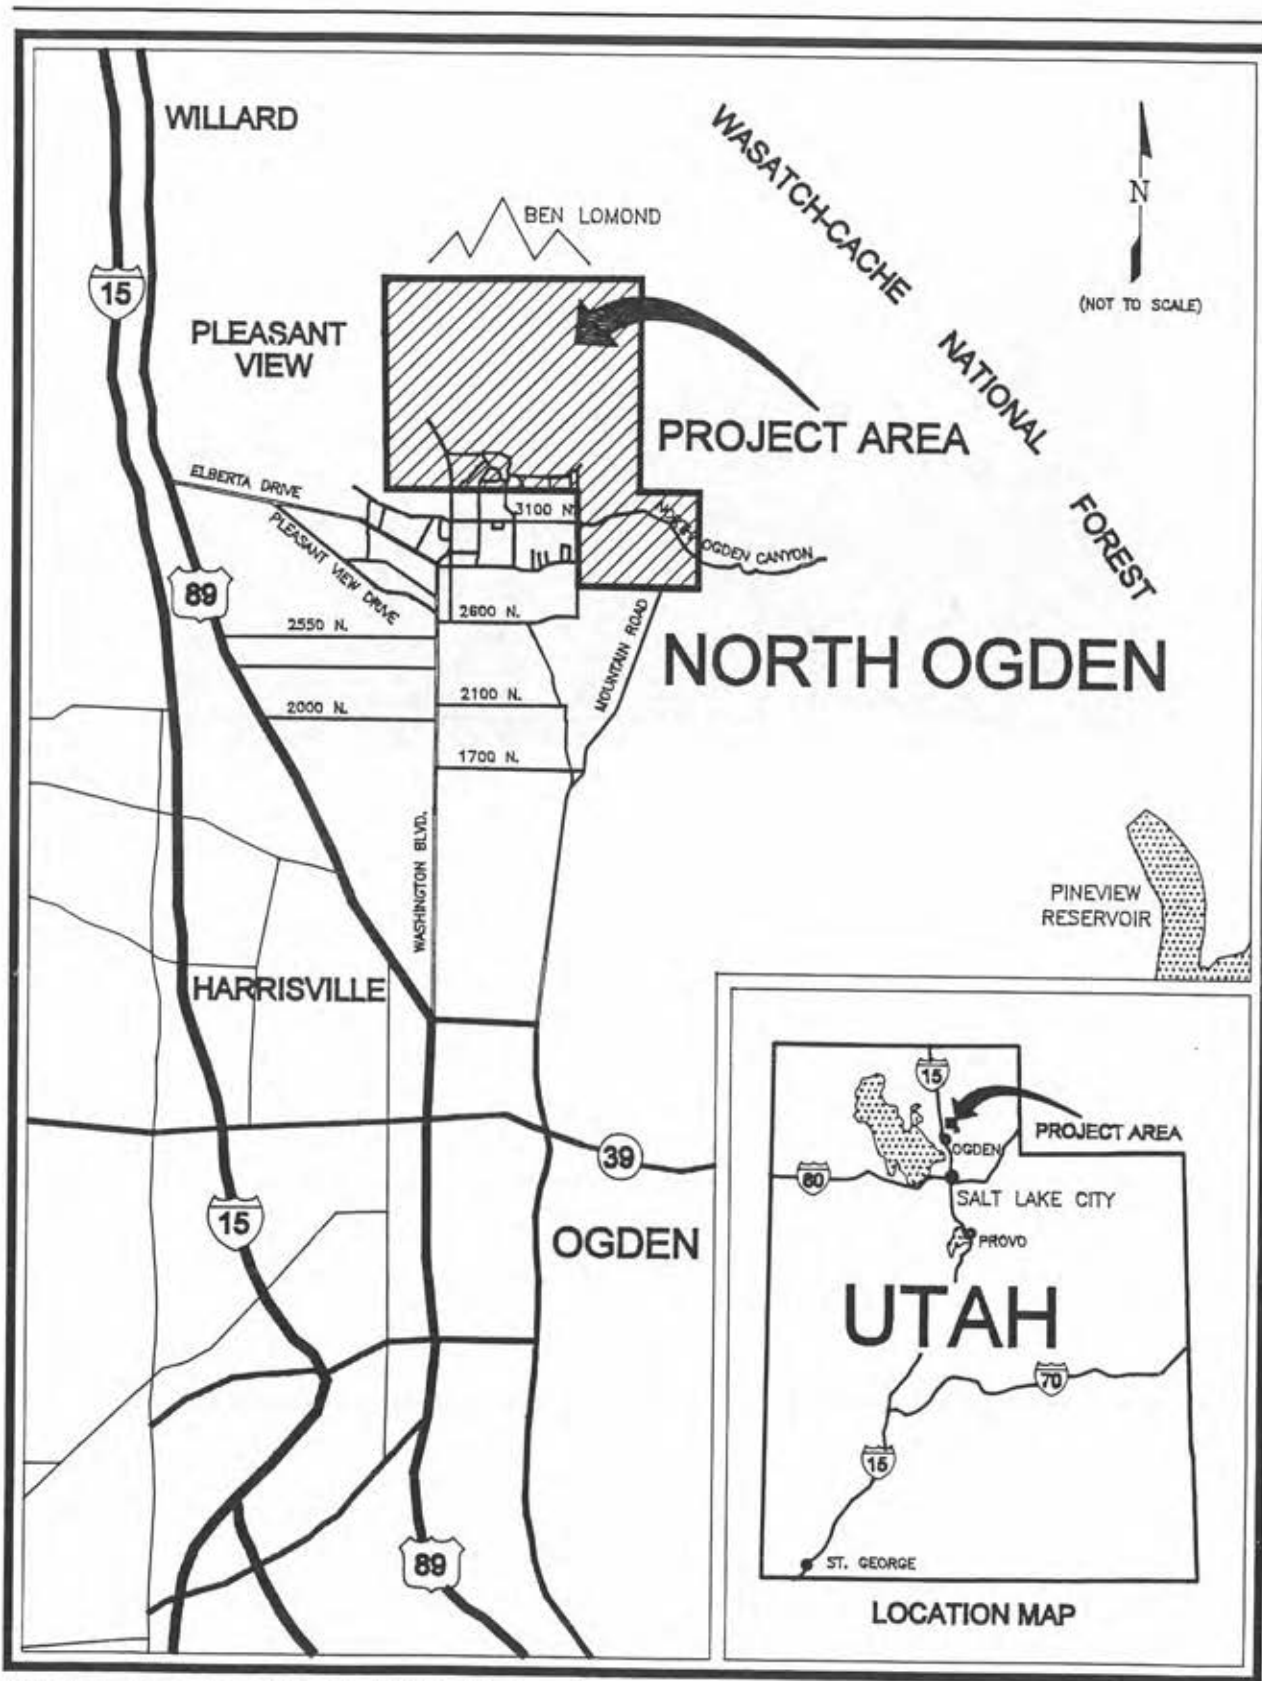 WILLARD
WASATCH-CACHE
NATIONAL
FOREST
N
(NOT TO SCALE)
BEN LOMOND
15
PLEASANT
VIEW
PROJECT AREA
ELBERTA DRIVE
PLEASANT VIEW DRIVE
3100 N.
NORTH OGDEN CANYON
89
2600 N.
2550 N.
MOUNTAIN ROAD
NORTH OGDEN
2100 N.
2000 N.
1700 N.
WASHINGTON BLVD.
PINEVIEW
RESERVOIR
HARRISVILLE
39
15
OGDEN
89
15
PROJECT AREA
OGDEN
80
SALT LAKE CITY
PROVO
UTAH
70
15
ST. GEORGE
LOCATION MAP